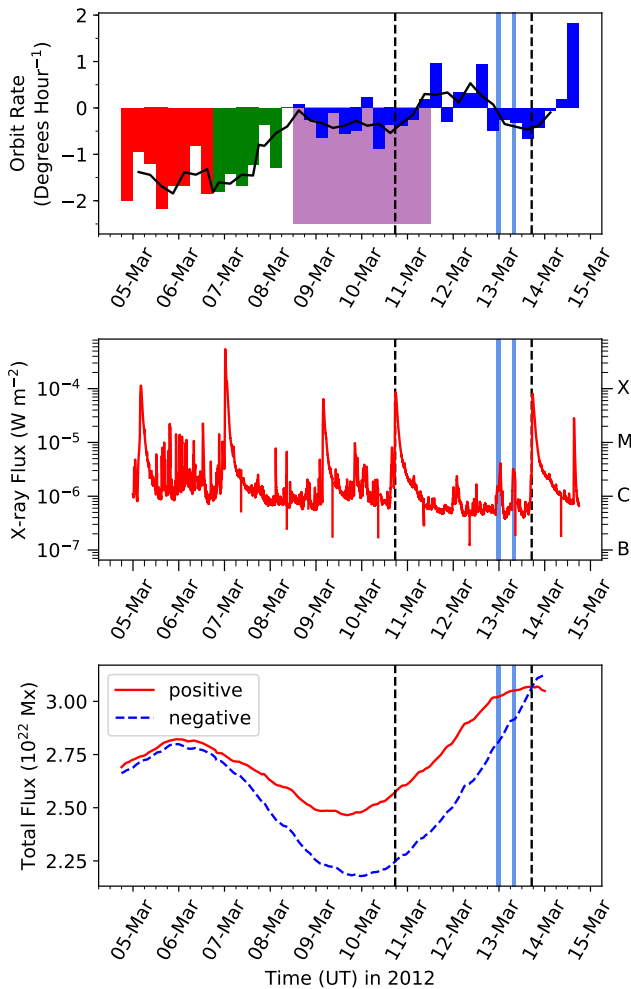 2
1
0
−1
−2
Orbit Rate
(Degrees Hour⁻¹)
05-Mar
06-Mar
07-Mar
08-Mar
09-Mar
10-Mar
11-Mar
12-Mar
13-Mar
14-Mar
15-Mar
X-ray Flux (W m⁻²)
10⁻⁴
10⁻⁵
10⁻⁶
10⁻⁷
X
M
C
B
05-Mar
06-Mar
07-Mar
08-Mar
09-Mar
10-Mar
11-Mar
12-Mar
13-Mar
14-Mar
15-Mar
positive
negative
Total Flux (10²² Mx)
3.00
2.75
2.50
2.25
05-Mar
06-Mar
07-Mar
08-Mar
09-Mar
10-Mar
11-Mar
12-Mar
13-Mar
14-Mar
15-Mar
Time (UT) in 2012